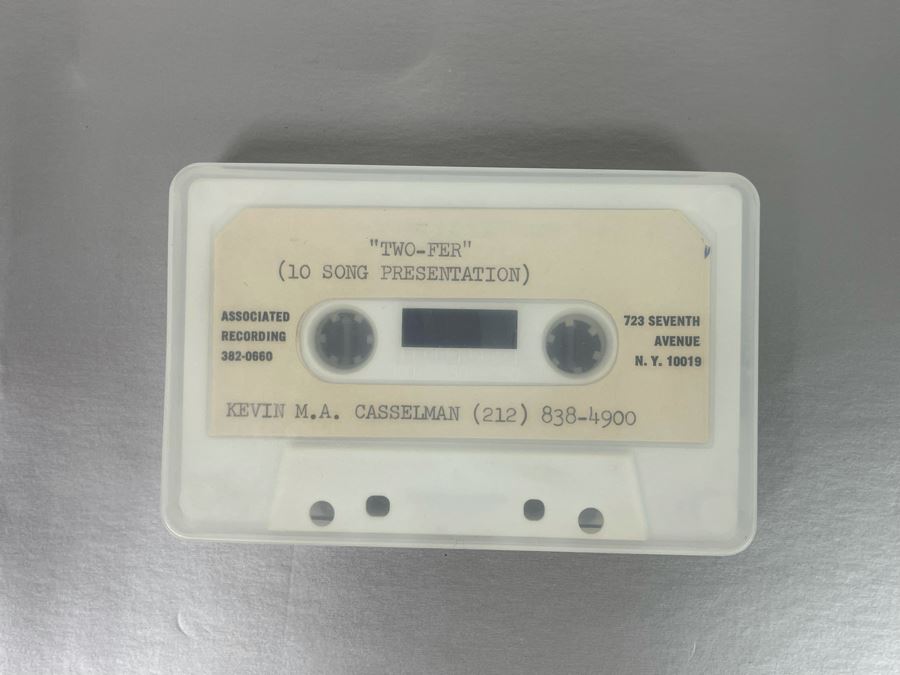 "TWO-FER"
(10 SONG PRESENTATION)
ASSOCIATED
RECORDING
382-0660
723 SEVENTH
AVENUE
N. Y. 10019
KEVIN M.A. CASSELMAN (212) 838-4900